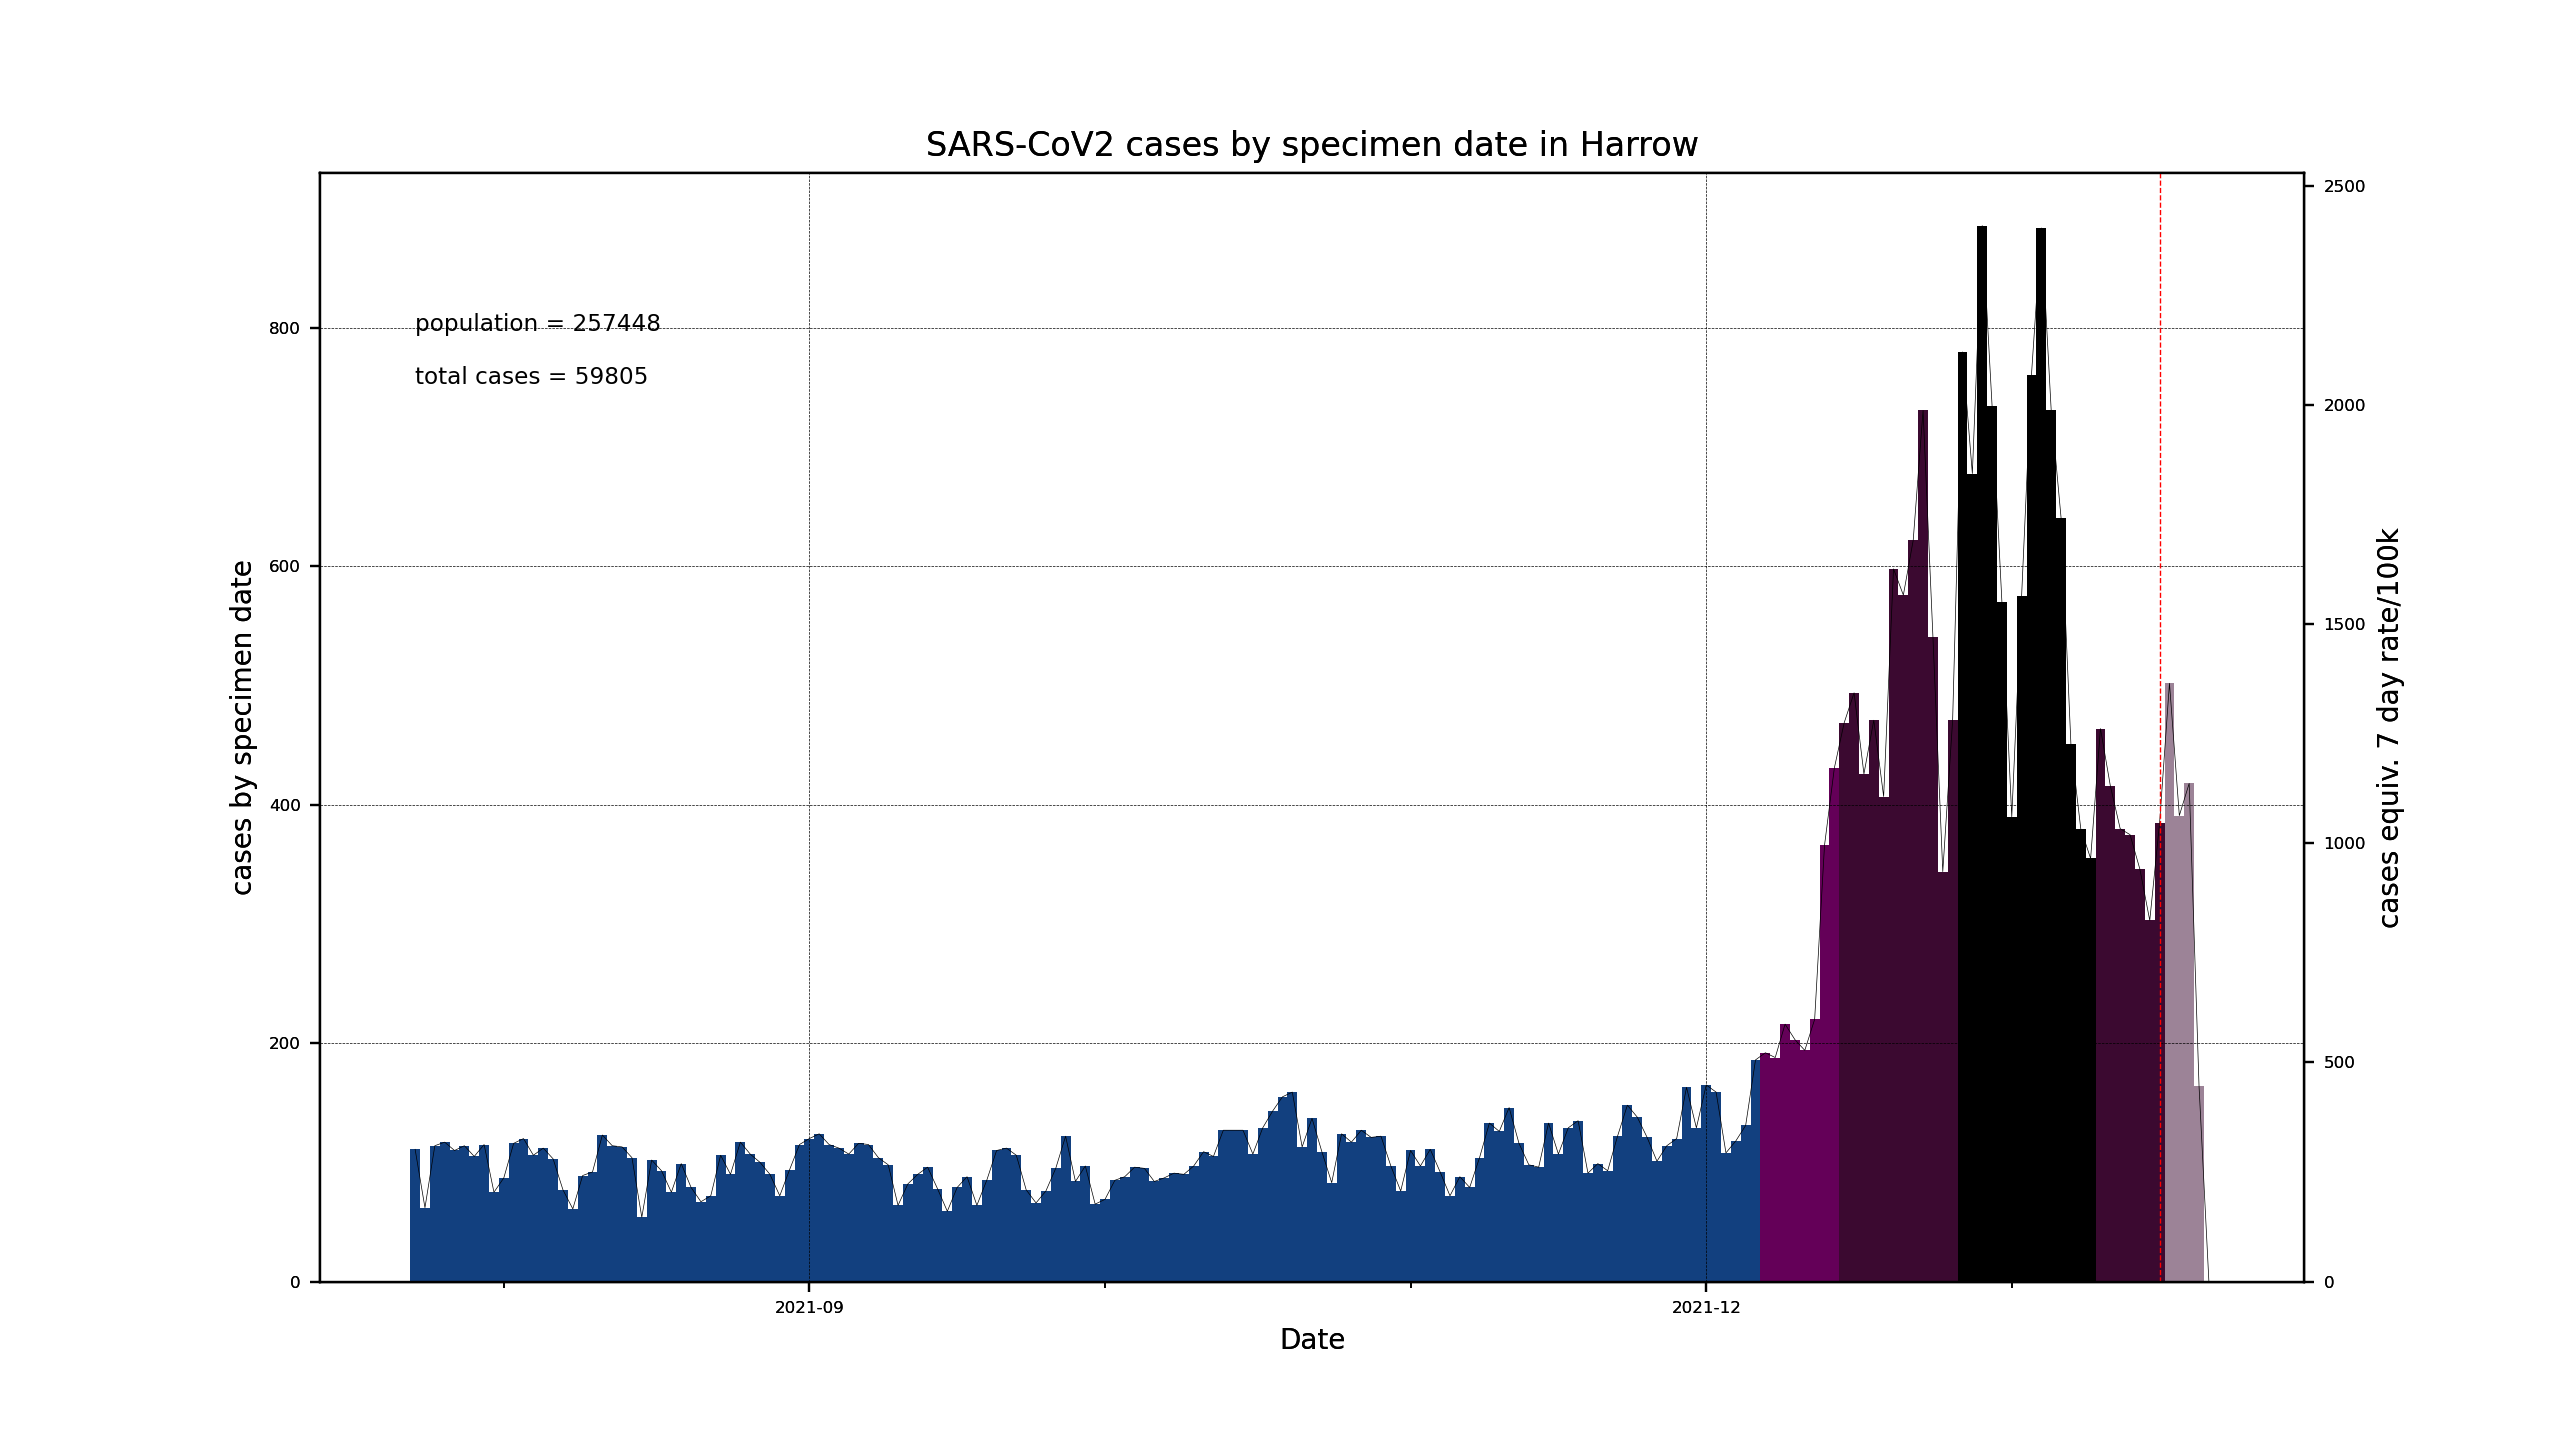 SARS-CoV2 cases by specimen date in Harrow
population = 257448
total cases = 59805
cases by specimen date
800
600
400
200
0
2500
2000
1500
1000
500
0
cases equiv. 7 day rate/100k
2021-09
2021-12
Date